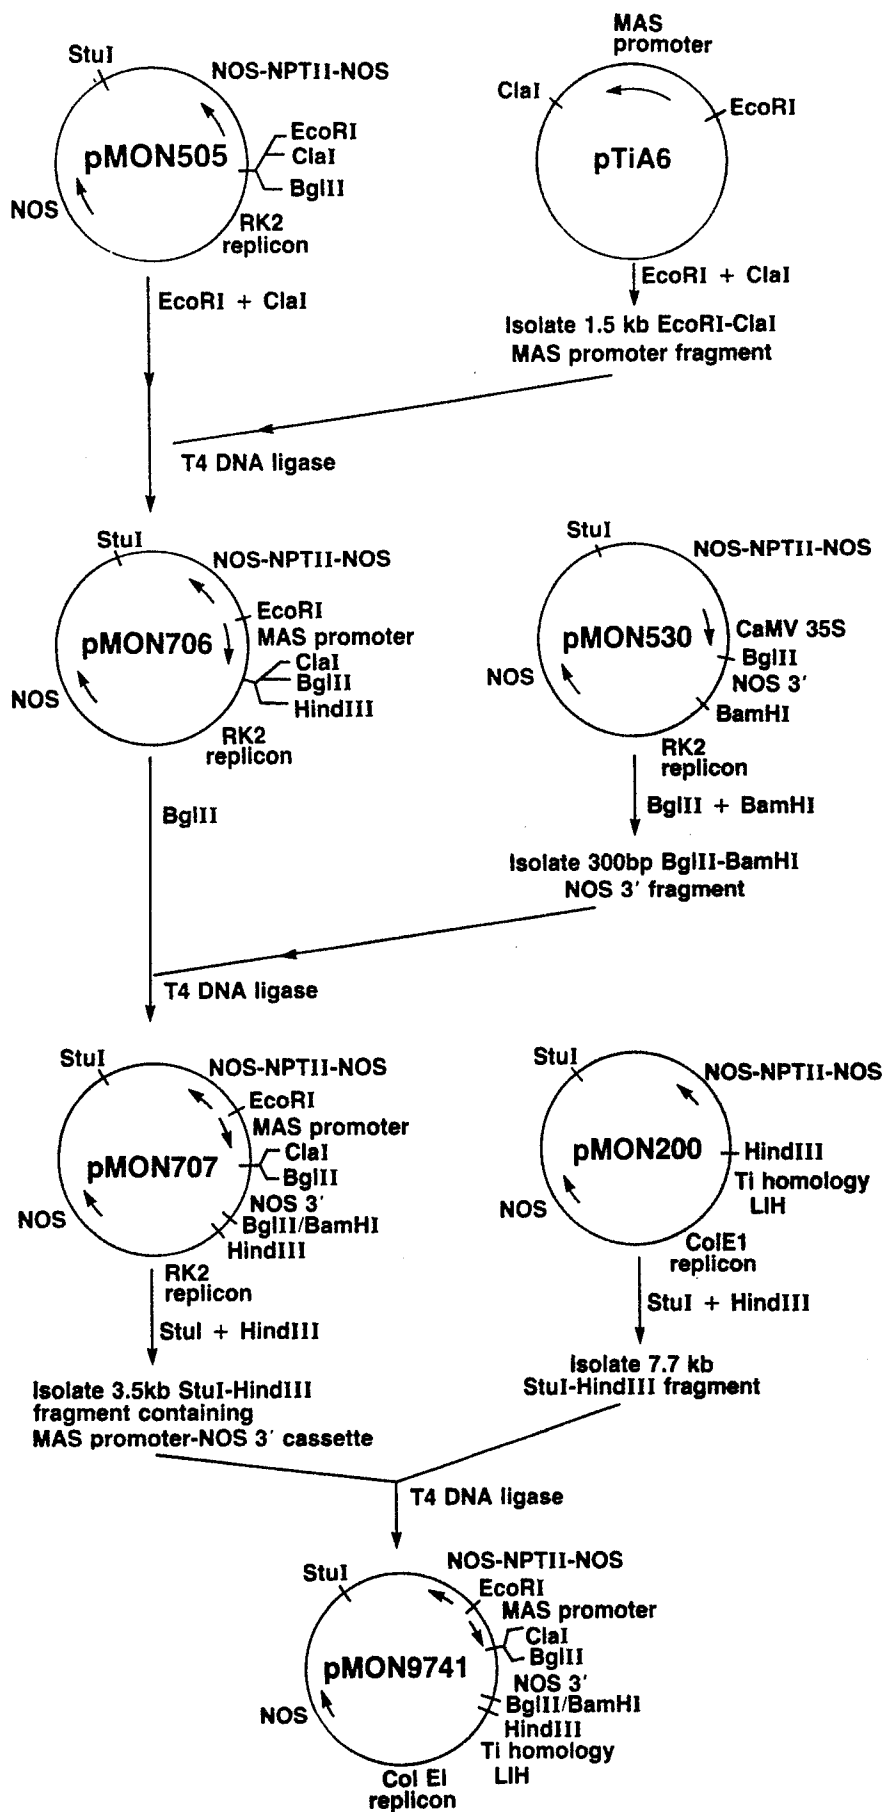 StuI
NOS-NPTII-NOS
pMON505
EcoRI
ClaI
BglII
NOS
RK2
replicon
MAS
promoter
ClaI
EcoRI
pTiA6
EcoRI + ClaI
EcoRI + ClaI
Isolate 1.5 kb EcoRI-ClaI
MAS promoter fragment
T4 DNA ligase
StuI
NOS-NPTII-NOS
EcoRI
MAS promoter
pMON706
ClaI
BglII
HindIII
NOS
RK2
replicon
StuI
NOS-NPTII-NOS
pMON530
CaMV 35S
BglII
NOS 3′
BamHI
NOS
RK2
replicon
BglII
BglII + BamHI
Isolate 300bp BglII-BamHI
NOS 3′ fragment
T4 DNA ligase
StuI
NOS-NPTII-NOS
EcoRI
MAS promoter
pMON707
ClaI
BglII
NOS 3′
BglII/BamHI
HindIII
NOS
RK2
replicon
StuI
NOS-NPTII-NOS
pMON200
HindIII
Ti homology
LIH
NOS
ColE1
replicon
StuI + HindIII
StuI + HindIII
Isolate 3.5kb StuI-HindIII
fragment containing
MAS promoter-NOS 3′ cassette
Isolate 7.7 kb
StuI-HindIII fragment
T4 DNA ligase
StuI
NOS-NPTII-NOS
EcoRI
MAS promoter
pMON9741
ClaI
BglII
NOS 3′
BglII/BamHI
HindIII
Ti homology
LIH
NOS
Col EI
replicon